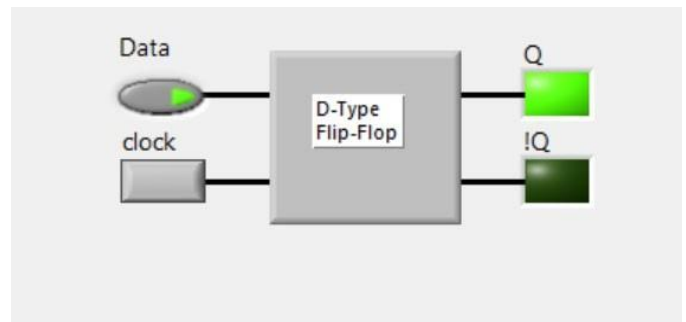 Data
Q
D-Type
Flip-Flop
clock
!Q